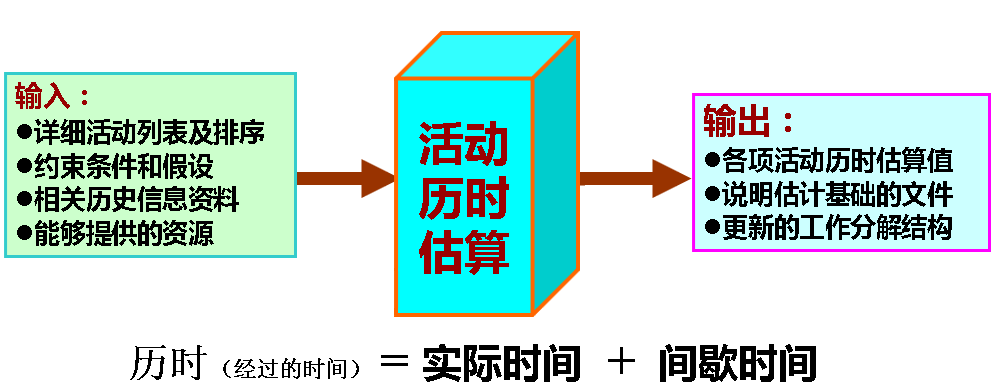 输入：
●详细活动列表及排序
●约束条件和假设
●相关历史信息资料
●能够提供的资源
活动
历时
估算
输出：
●各项活动历时估算值
●说明估计基础的文件
●更新的工作分解结构
历时（经过的时间）＝ 实际时间 ＋ 间歇时间